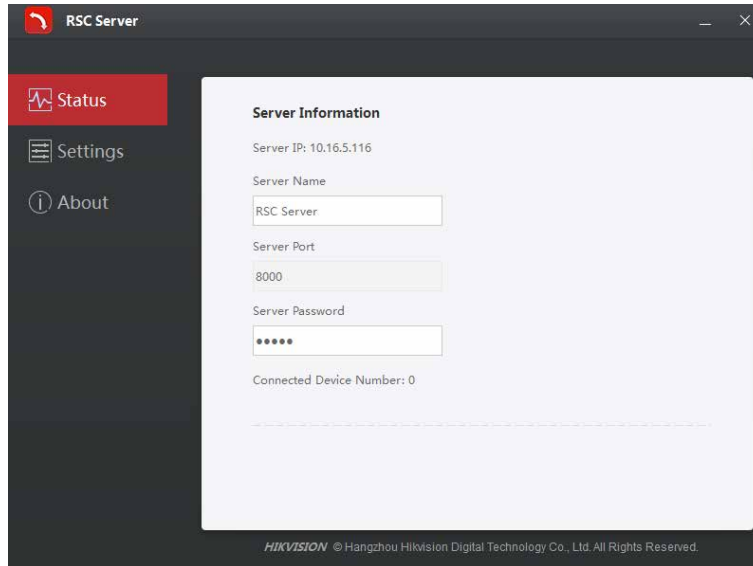 RSC Server
Status
Settings
About
Server Information
Server IP: 10.16.5.116
Server Name
RSC Server
Server Port
8000
Server Password
●●●●●
Connected Device Number: 0
HIKVISION © Hangzhou Hikvision Digital Technology Co., Ltd. All Rights Reserved.